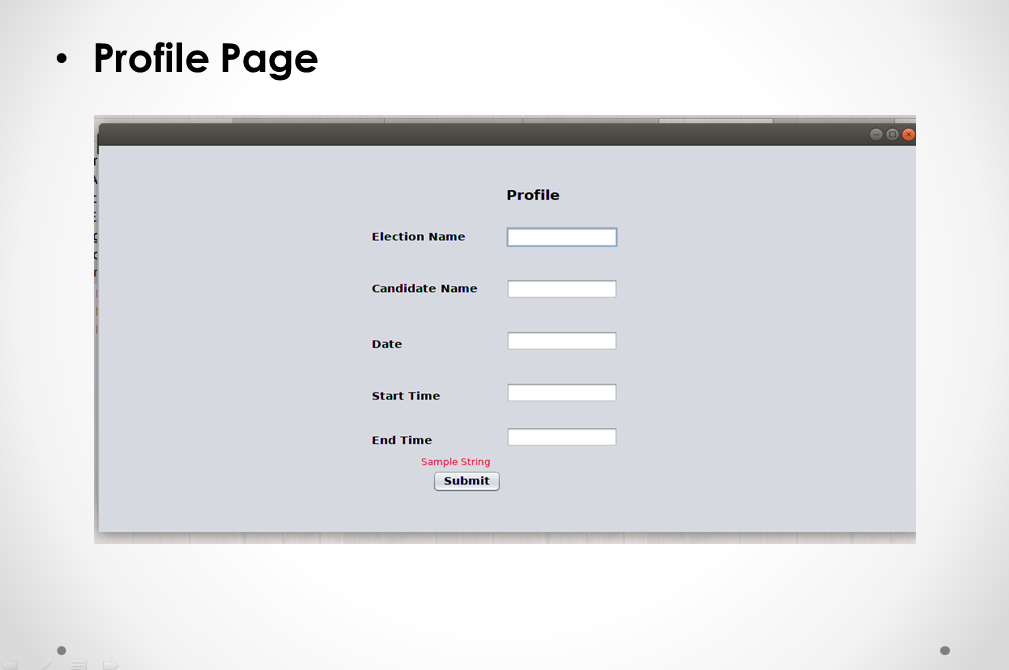 • Profile Page
Profile
Election Name
Candidate Name
Date
Start Time
End Time
Sample String
Submit